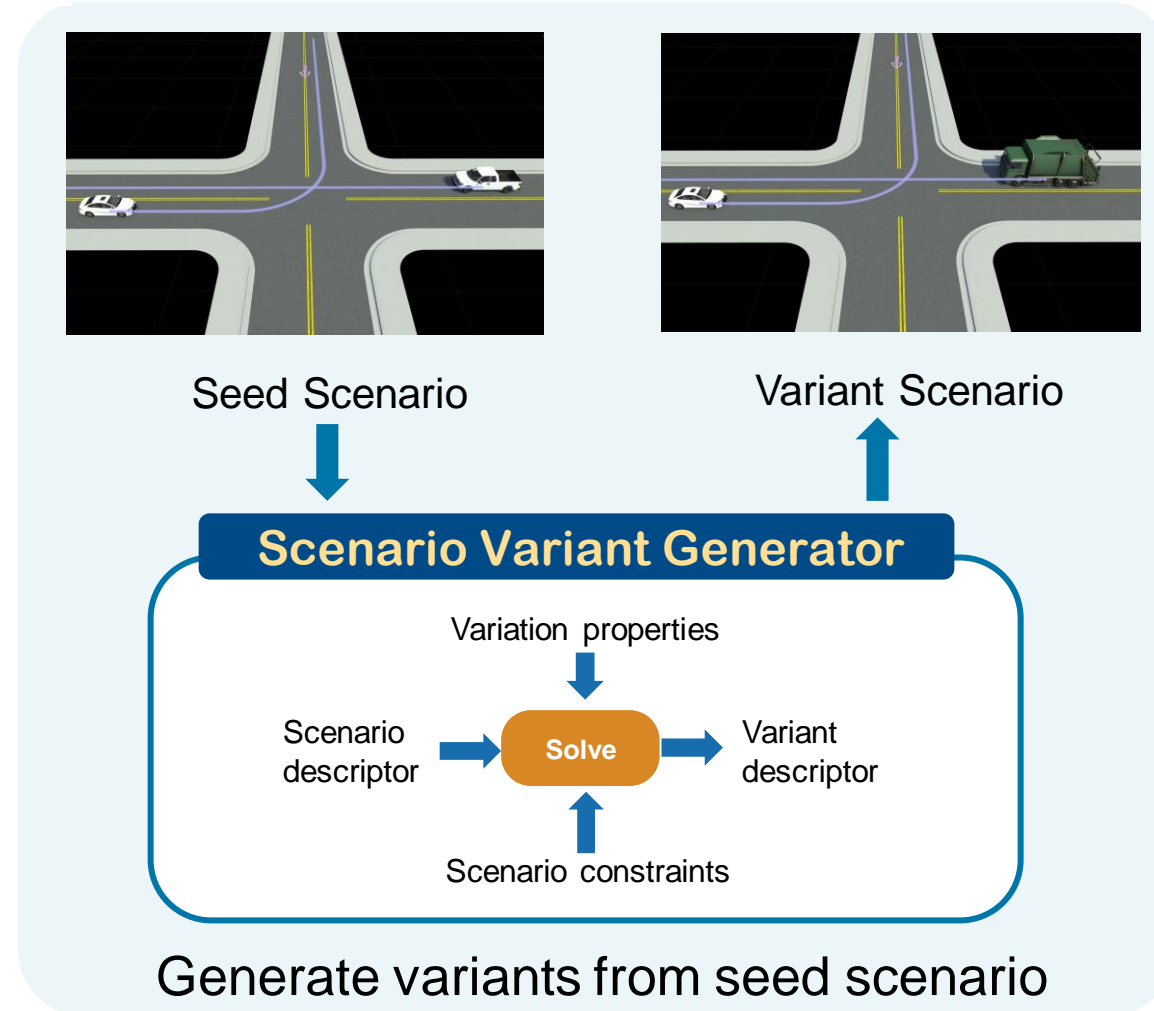 Seed Scenario
Variant Scenario
Scenario Variant Generator
Variation properties
Scenario
descriptor
Solve
Variant
descriptor
Scenario constraints
Generate variants from seed scenario